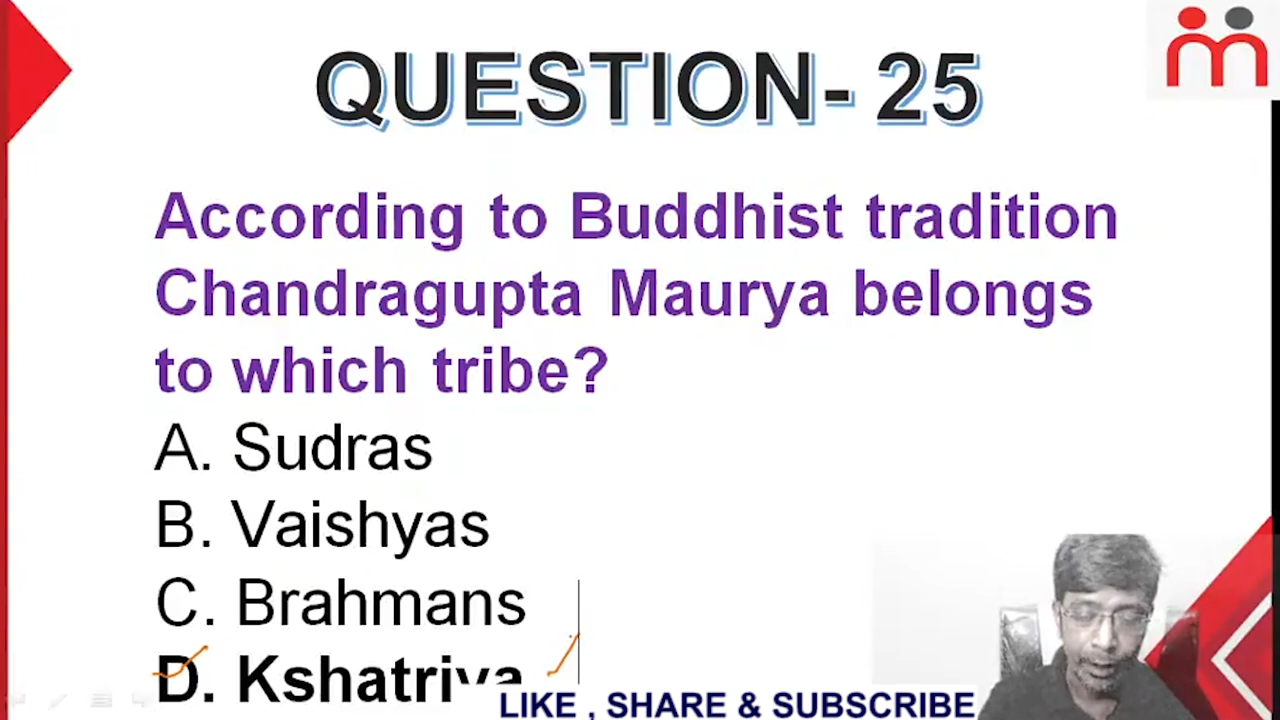 QUESTION- 25
According to Buddhist tradition
Chandragupta Maurya belongs
to which tribe?
A. Sudras
B. Vaishyas
C. Brahmans
D. Kshatriya
LIKE , SHARE & SUBSCRIBE